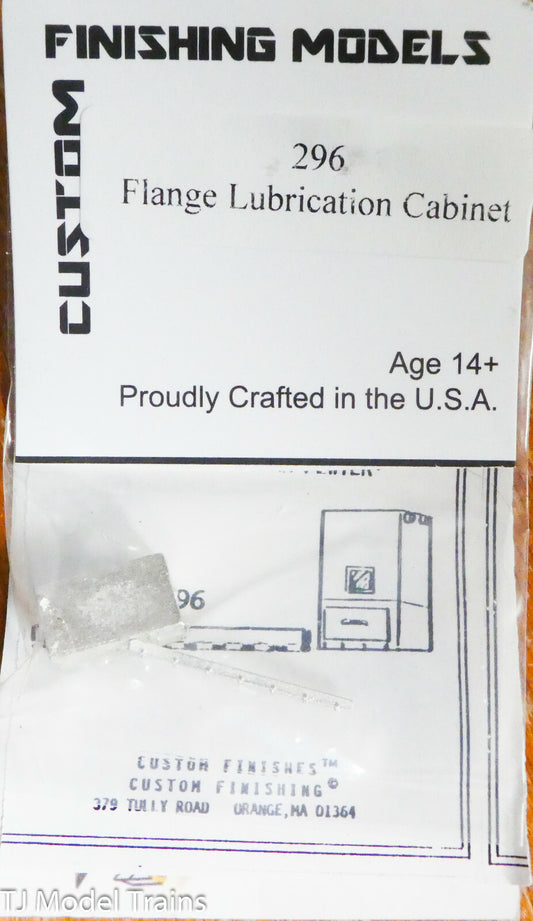 FINISHING MODELS
CUSTOM
296
Flange Lubrication Cabinet
Age 14+
Proudly Crafted in the U.S.A.
96
CUSTOM FINISHES™
CUSTOM FINISHING©
379 TULLY ROAD ORANGE, MA 01364
TJ Model Trains